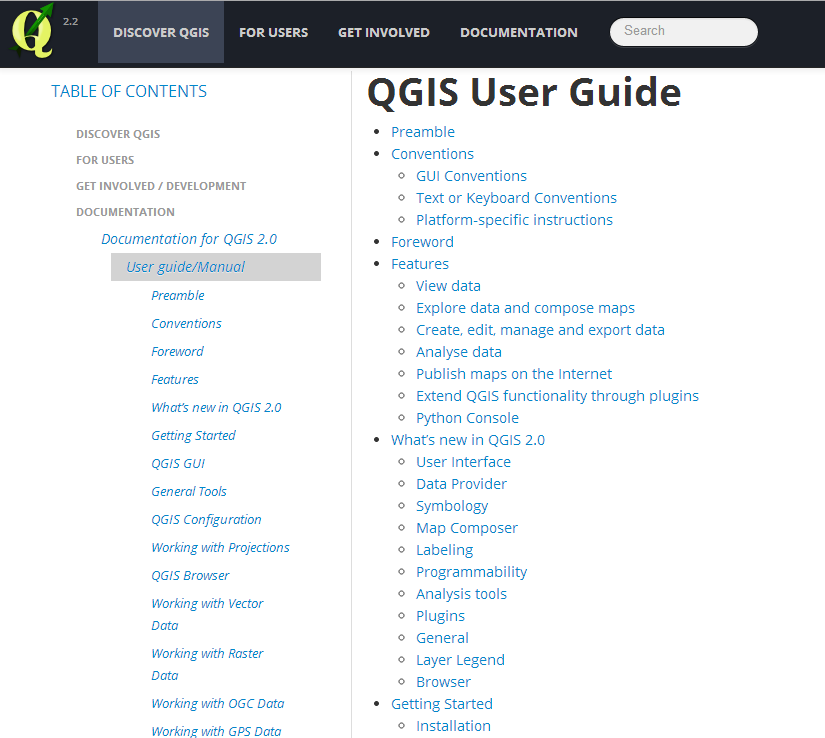 2.2
DISCOVER QGIS
FOR USERS
GET INVOLVED
DOCUMENTATION
Search
TABLE OF CONTENTS
DISCOVER QGIS
FOR USERS
GET INVOLVED / DEVELOPMENT
DOCUMENTATION
Documentation for QGIS 2.0
User guide/Manual
Preamble
Conventions
Foreword
Features
What's new in QGIS 2.0
Getting Started
QGIS GUI
General Tools
QGIS Configuration
Working with Projections
QGIS Browser
Working with Vector
Data
Working with Raster
Data
Working with OGC Data
Working with GPS Data
QGIS User Guide
Preamble
Conventions
GUI Conventions
Text or Keyboard Conventions
Platform-specific instructions
Foreword
Features
View data
Explore data and compose maps
Create, edit, manage and export data
Analyse data
Publish maps on the Internet
Extend QGIS functionality through plugins
Python Console
What's new in QGIS 2.0
User Interface
Data Provider
Symbology
Map Composer
Labeling
Programmability
Analysis tools
Plugins
General
Layer Legend
Browser
Getting Started
Installation